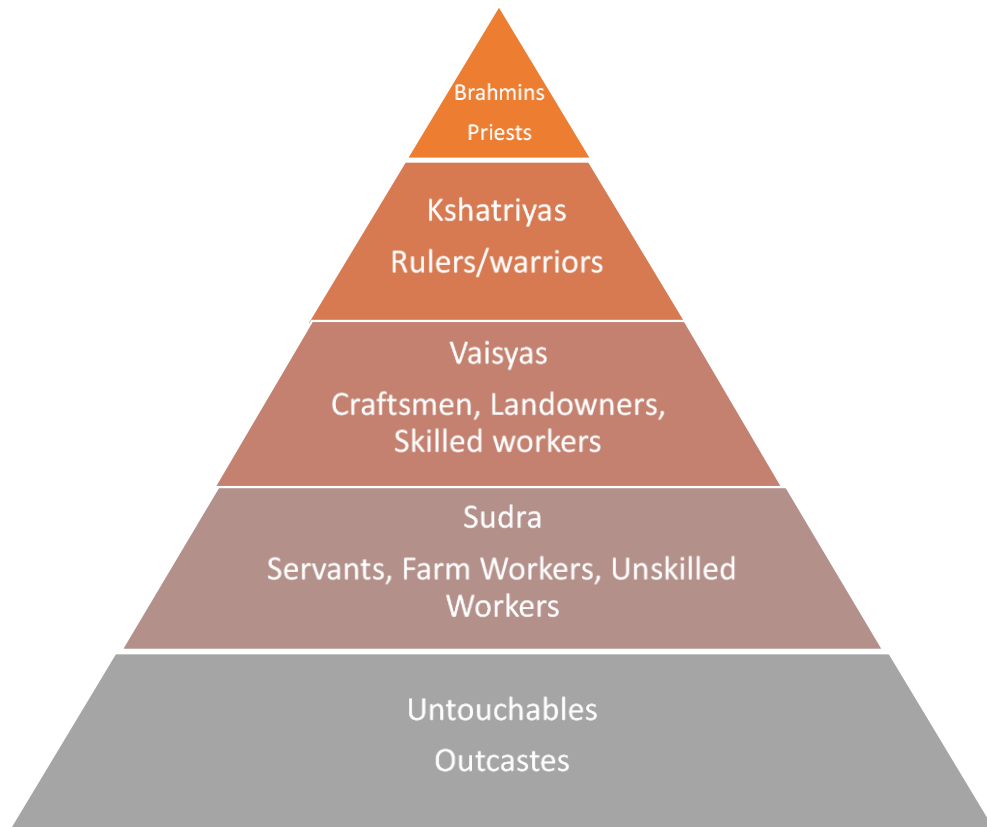 Brahmins
Priests
Kshatriyas
Rulers/warriors
Vaisyas
Craftsmen, Landowners,
Skilled workers
Sudra
Servants, Farm Workers, Unskilled
Workers
Untouchables
Outcastes